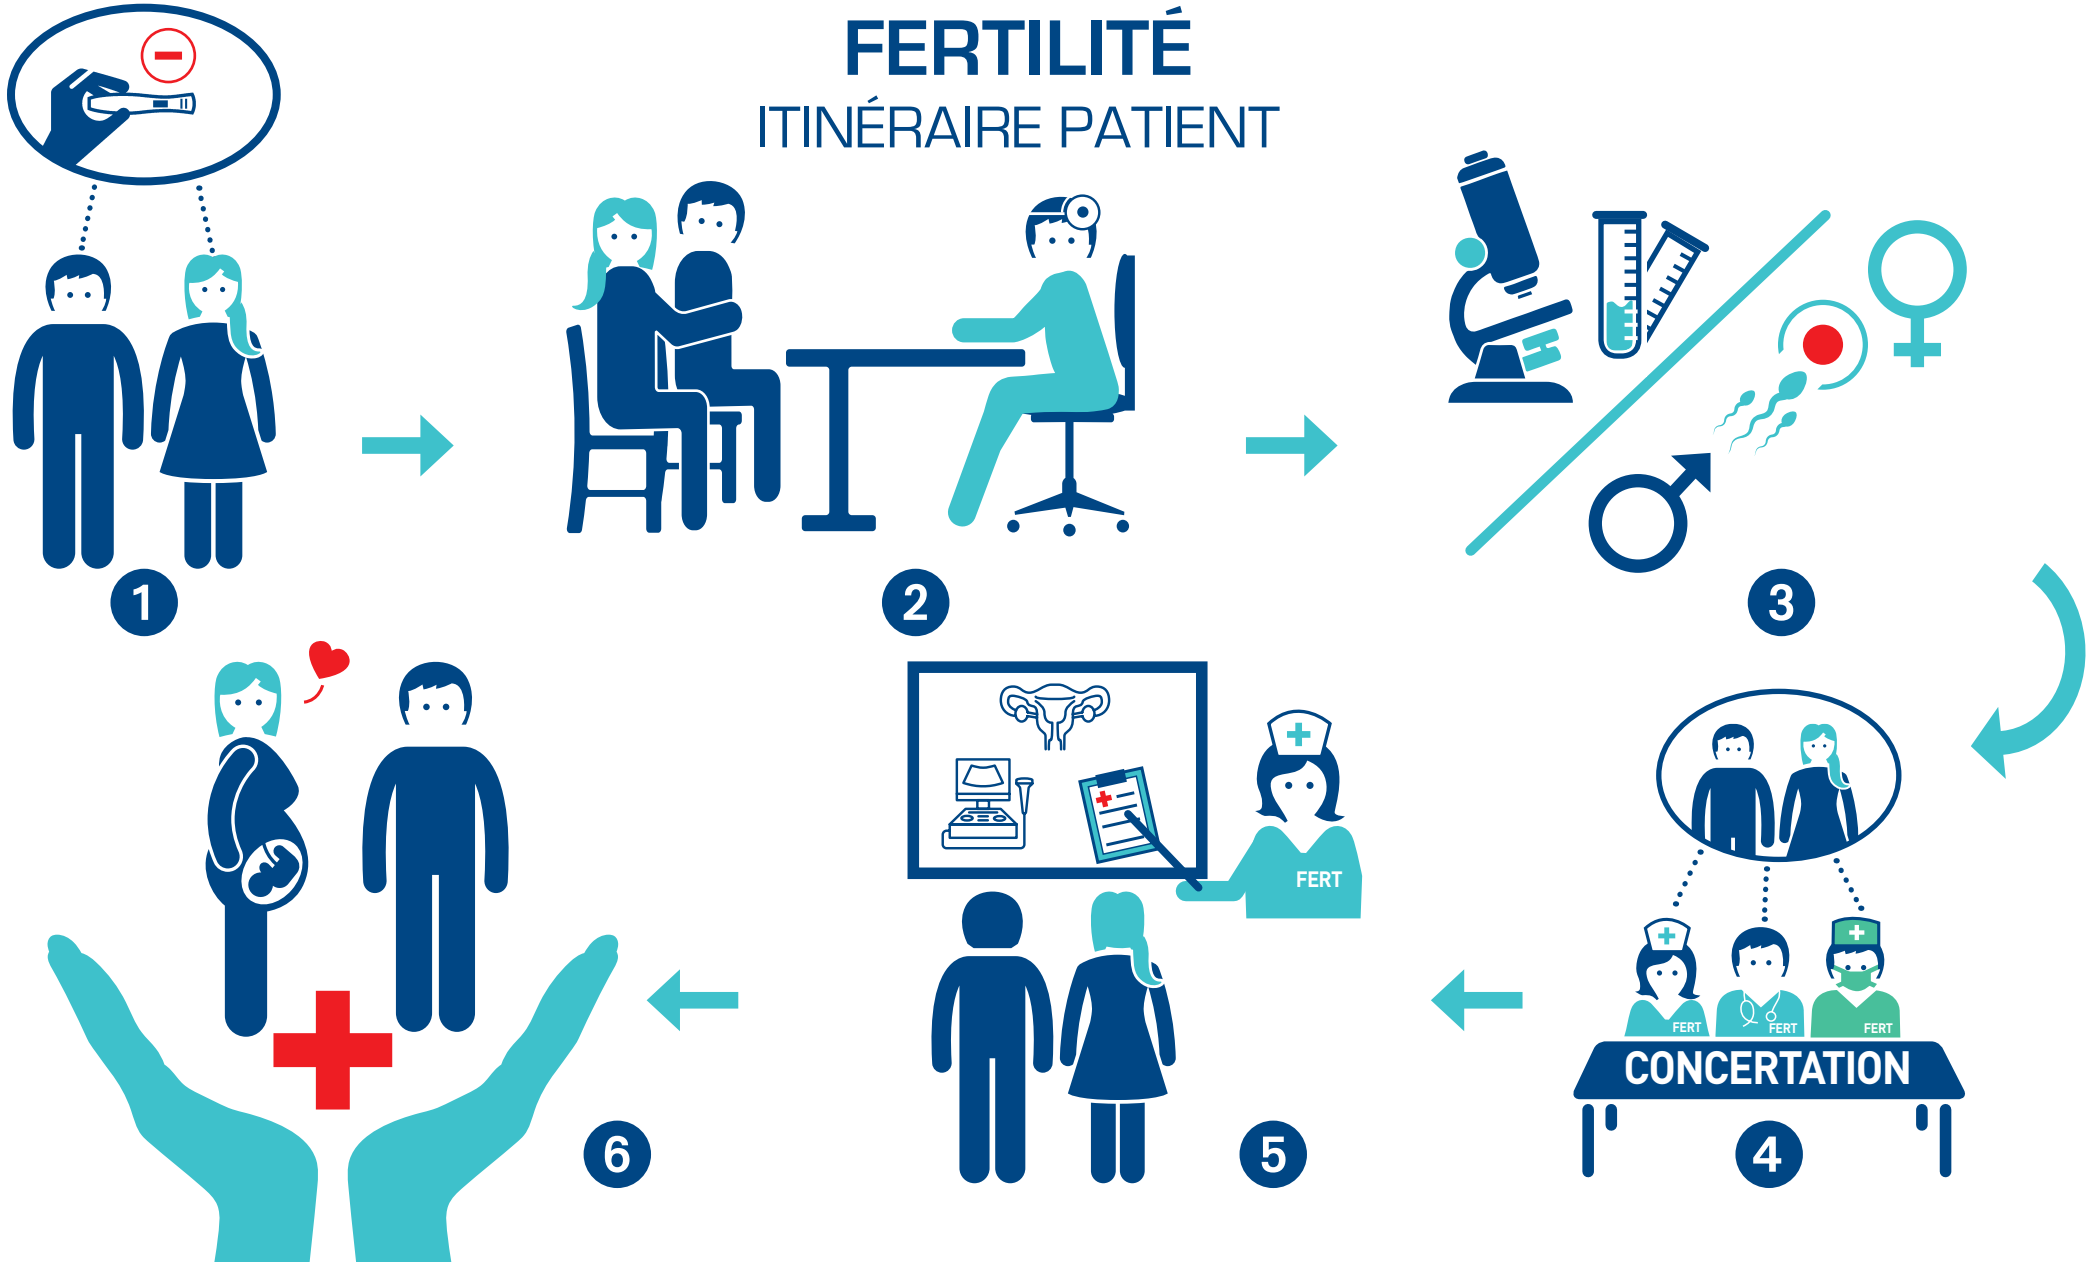 FERTILITÉ
ITINÉRAIRE PATIENT
1
2
3
FERT
FERT
FERT
CONCERTATION
4
FERT
5
6